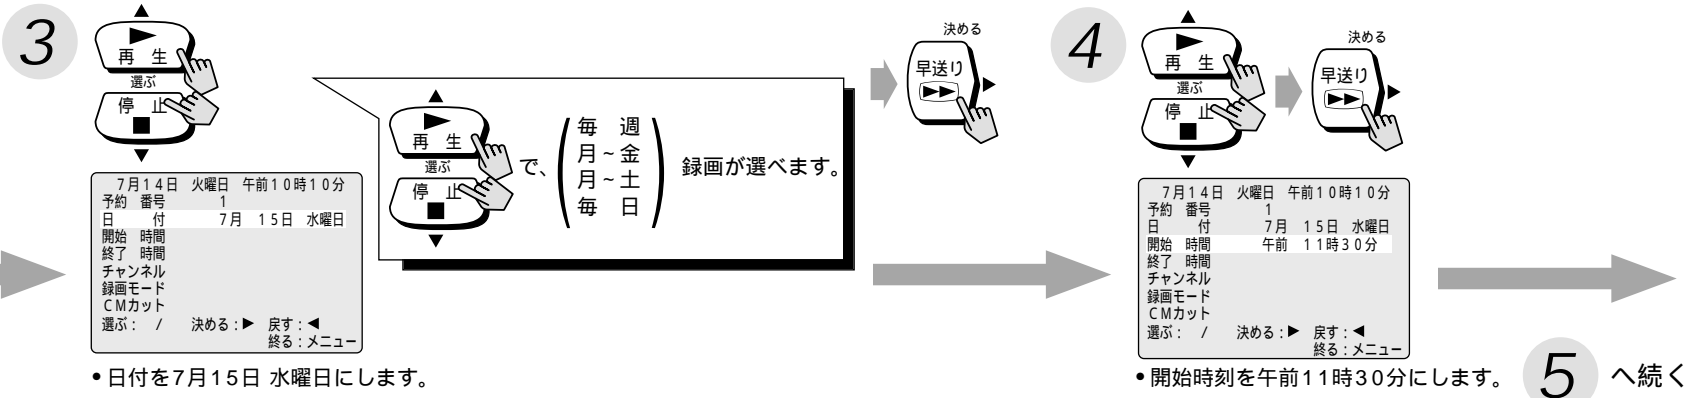 3
再 生
選ぶ
停 止
7月14日 火曜日 午前10時10分
予約 番号 1
日 付 7月 15日 水曜日
開始 時間
終了 時間
チャンネル
録画モード
CMカット
選ぶ: / 決める:▶ 戻す:◀
終る:メニュー
•日付を7月15日 水曜日にします。
再 生
選ぶ
停 止
で、
毎 週
月~金
月~土
毎 日
録画が選べます。
決める
早送り
4
再 生
選ぶ
停 止
決める
早送り
7月14日 火曜日 午前10時10分
予約 番号 1
日 付 7月 15日 水曜日
開始 時間 午前 11時30分
終了 時間
チャンネル
録画モード
CMカット
選ぶ: / 決める:▶ 戻す:◀
終る:メニュー
•開始時刻を午前11時30分にします。
5 へ続く